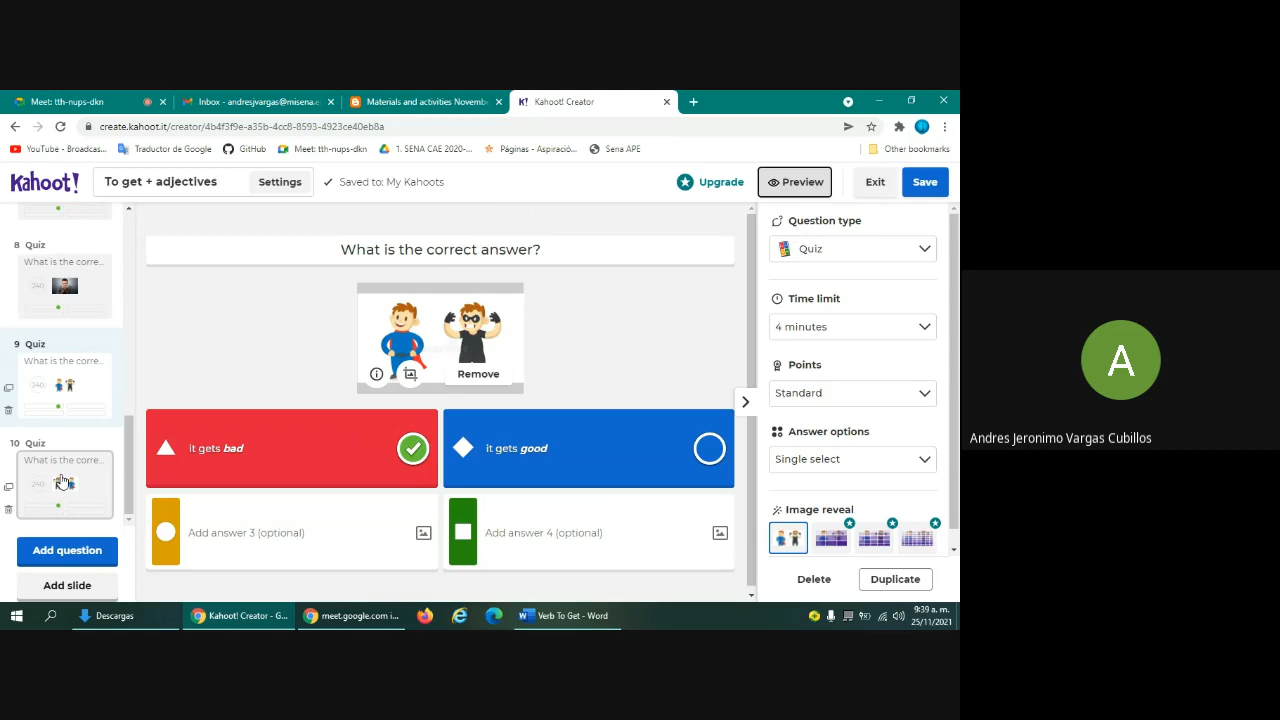 Meet: tth-nups-dkn
Inbox - andresjvargas@misena.e
Materials and activities Novemb
Kahoot! Creator
create.kahoot.it/creator/4b4f3f9e-a35b-4cc8-8593-4923ce40eb8a
YouTube - Broadcas...
Traductor de Google
GitHub
Meet: tth-nups-dkn
1. SENA CAE 2020-...
Páginas - Aspiració...
Sena APE
Other bookmarks
Kahoot!
To get + adjectives
Settings
Saved to: My Kahoots
Upgrade
Preview
Exit
Save
8 Quiz
What is the corre...
240
9 Quiz
What is the corre...
240
10 Quiz
What is the corre...
240
Add question
Add slide
What is the correct answer?
Remove
it gets bad
it gets good
Add answer 3 (optional)
Add answer 4 (optional)
Question type
Quiz
Time limit
4 minutes
Points
Standard
Answer options
Single select
Image reveal
Delete
Duplicate
Descargas
Kahoot! Creator - G...
meet.google.com i...
Verb To Get - Word
9:39 a. m.
25/11/2021
A
Andres Jeronimo Vargas Cubillos